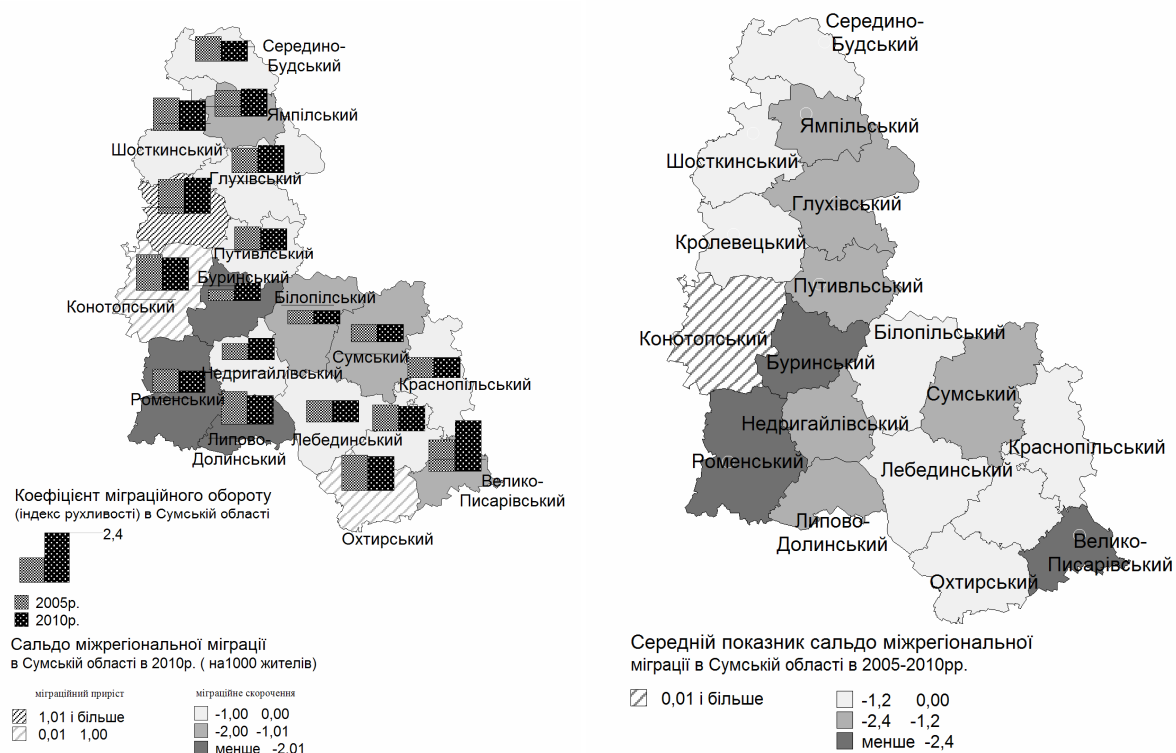 Середино-
Будський
Ямпілський
Шосткинський
Глухівський
Путивлський
Буринський
Конотопський
Білопілський
Сумський
Недригайлівський
Краснопільський
Роменський
Липово-
Долинський
Лебединський
Велико-
Писарівський
Охтирський
Коефіцієнт міграційного обороту
(індекс рухливості) в Сумській області
2,4
2005р.
2010р.
Сальдо міжрегіональної міграції
в Сумській області в 2010р. ( на1000 жителів)
міграційний приріст
1,01 і більше
0,01 1,00
міграційне скорочення
-1,00 0,00
-2,00 -1,01
менше -2,01
Середино-
Будський
Ямпільський
Шосткинський
Глухівський
Кролевецький
Путивльський
Конотопський
Білопільський
Буринський
Сумський
Недригайлівський
Краснопільський
Роменський
Лебединський
Липово-
Долинський
Велико-
Писарівський
Охтирський
Середній показник сальдо міжрегіональної
міграції в Сумській області в 2005-2010рр.
0,01 і більше
-1,2 0,00
-2,4 -1,2
менше -2,4